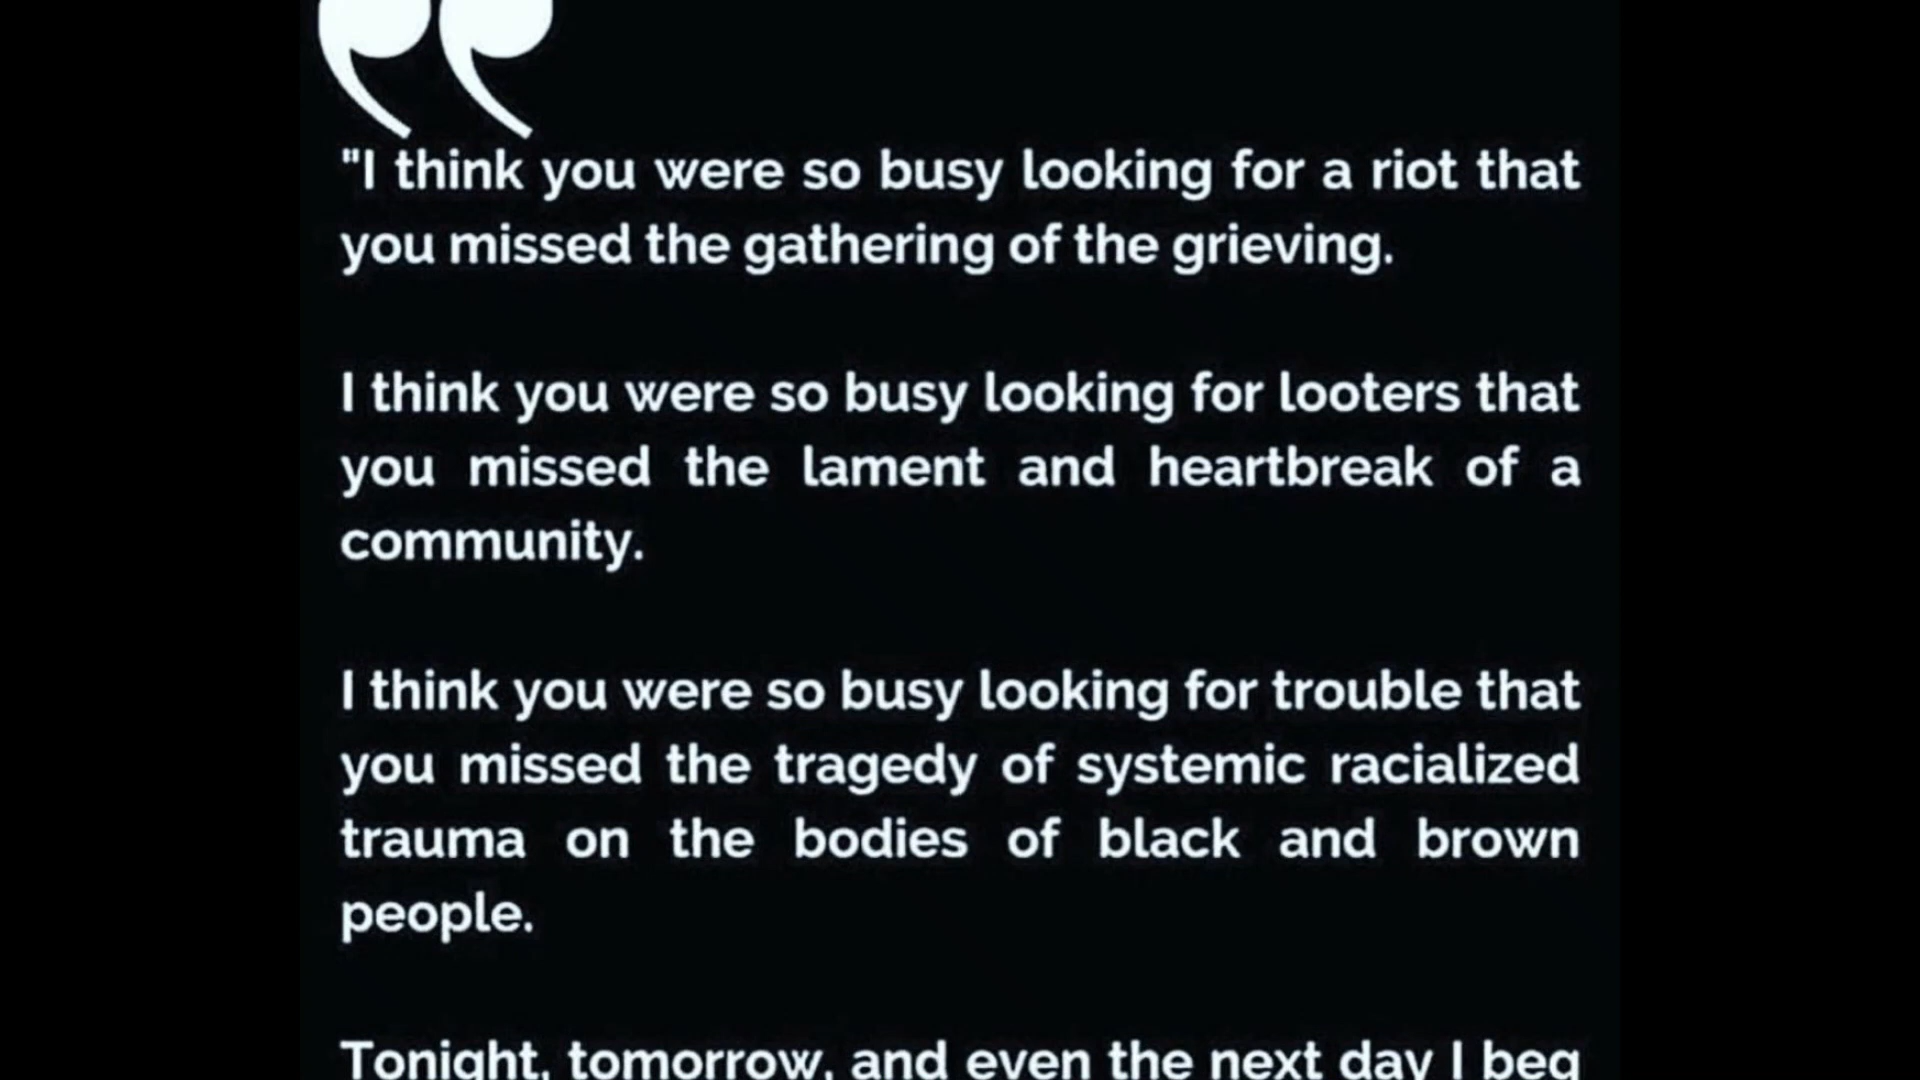 "I think you were so busy looking for a riot that
you missed the gathering of the grieving.
I think you were so busy looking for looters that
you missed the lament and heartbreak of a
community.
I think you were so busy looking for trouble that
you missed the tragedy of systemic racialized
trauma on the bodies of black and brown
people.
Tonight, tomorrow, and even the next day I beg